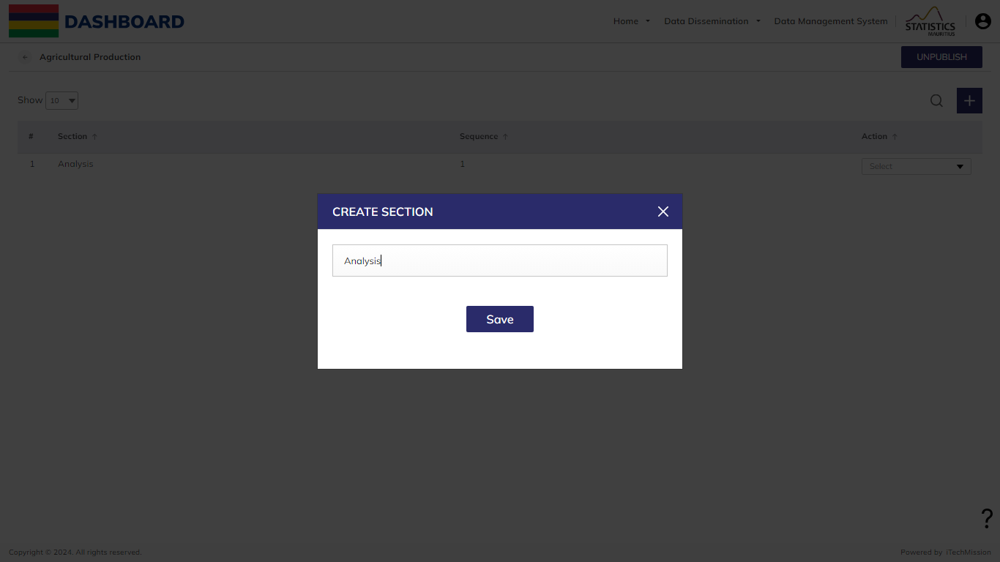 DASHBOARD
Home Data Dissemination Data Management System STATISTICS MAURITIUS
Agricultural Production UNPUBLISH
Show 10
# Section Sequence Action
1 Analysis 1 Select
CREATE SECTION
Analysis
Save
?
Copyright © 2024. All rights reserved. Powered by iTechMission